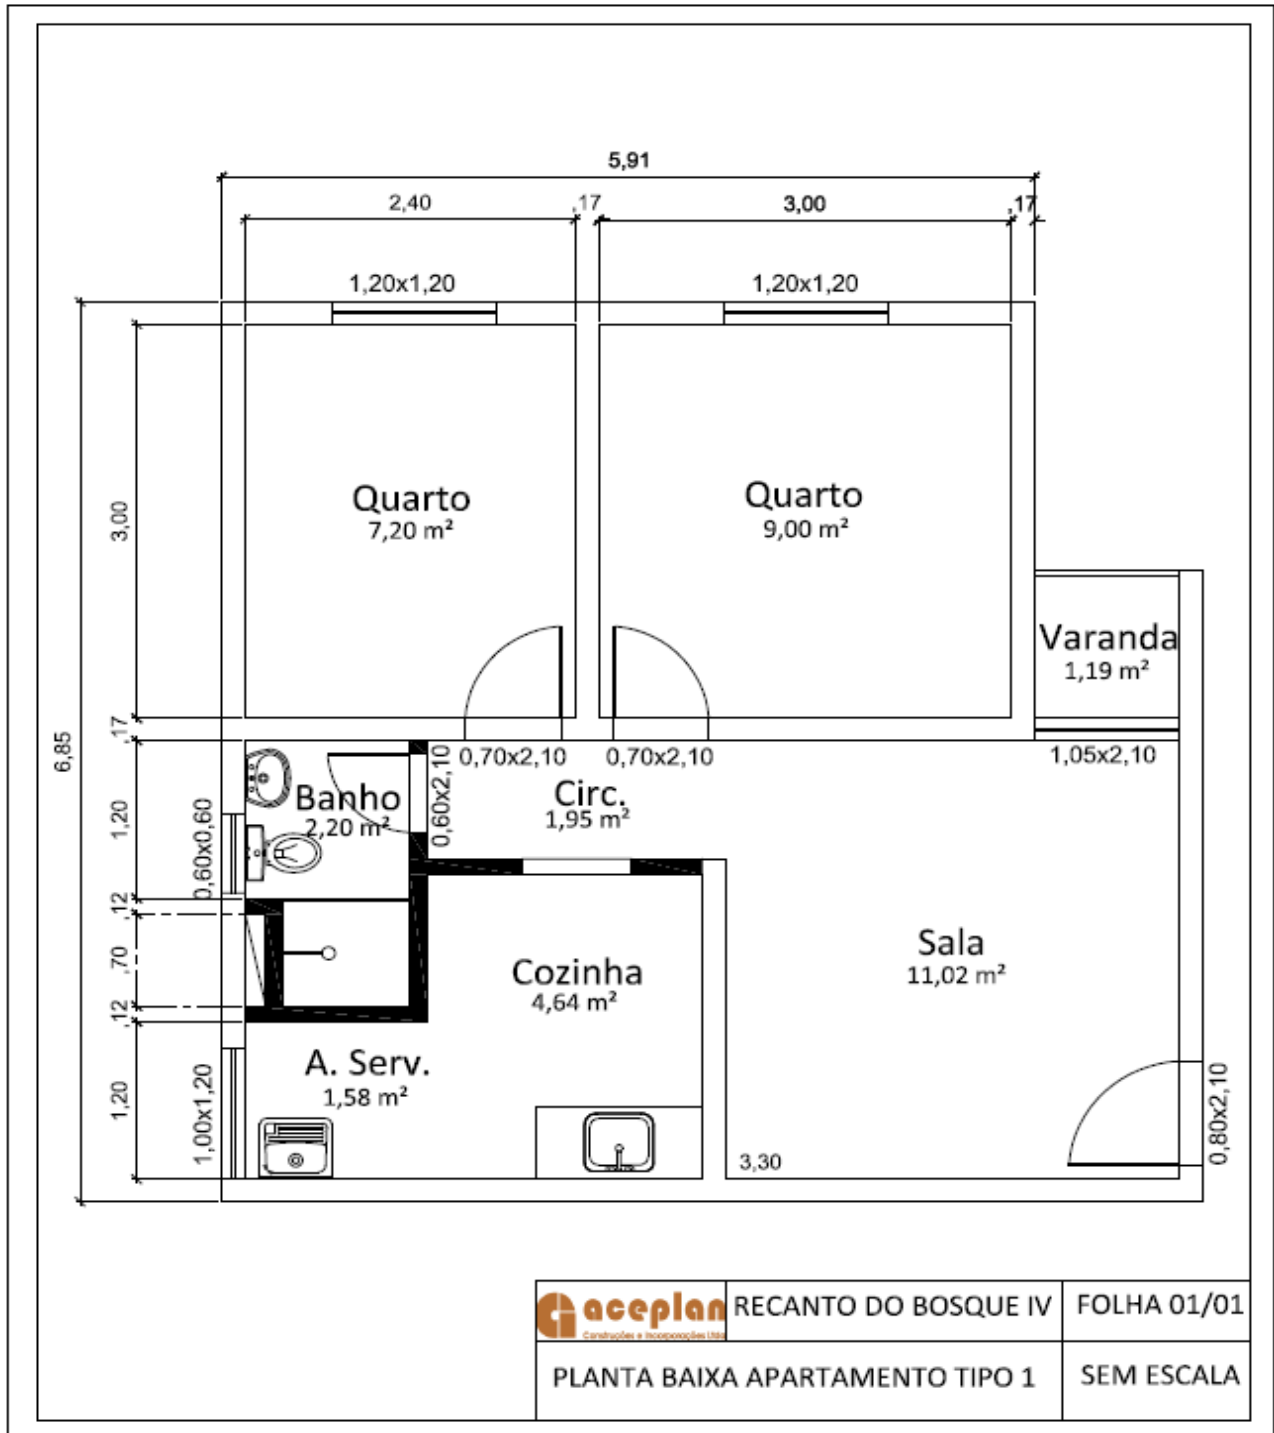 5,91
2,40
,17
3,00
,17
1,20x1,20
1,20x1,20
3,00
Quarto
7,20 m²
Quarto
9,00 m²
Varanda
1,19 m²
,17
6,85
0,70x2,10
0,70x2,10
1,05x2,10
1,20
0,60x0,60
Banho
2,20 m²
0,60x2,10
Circ.
1,95 m²
,12
,70
,12
Cozinha
4,64 m²
Sala
11,02 m²
A. Serv.
1,58 m²
1,20
1,00x1,20
3,30
0,80x2,10
aceplan
Construções e Incorporações Ltda
RECANTO DO BOSQUE IV
FOLHA 01/01
PLANTA BAIXA APARTAMENTO TIPO 1
SEM ESCALA